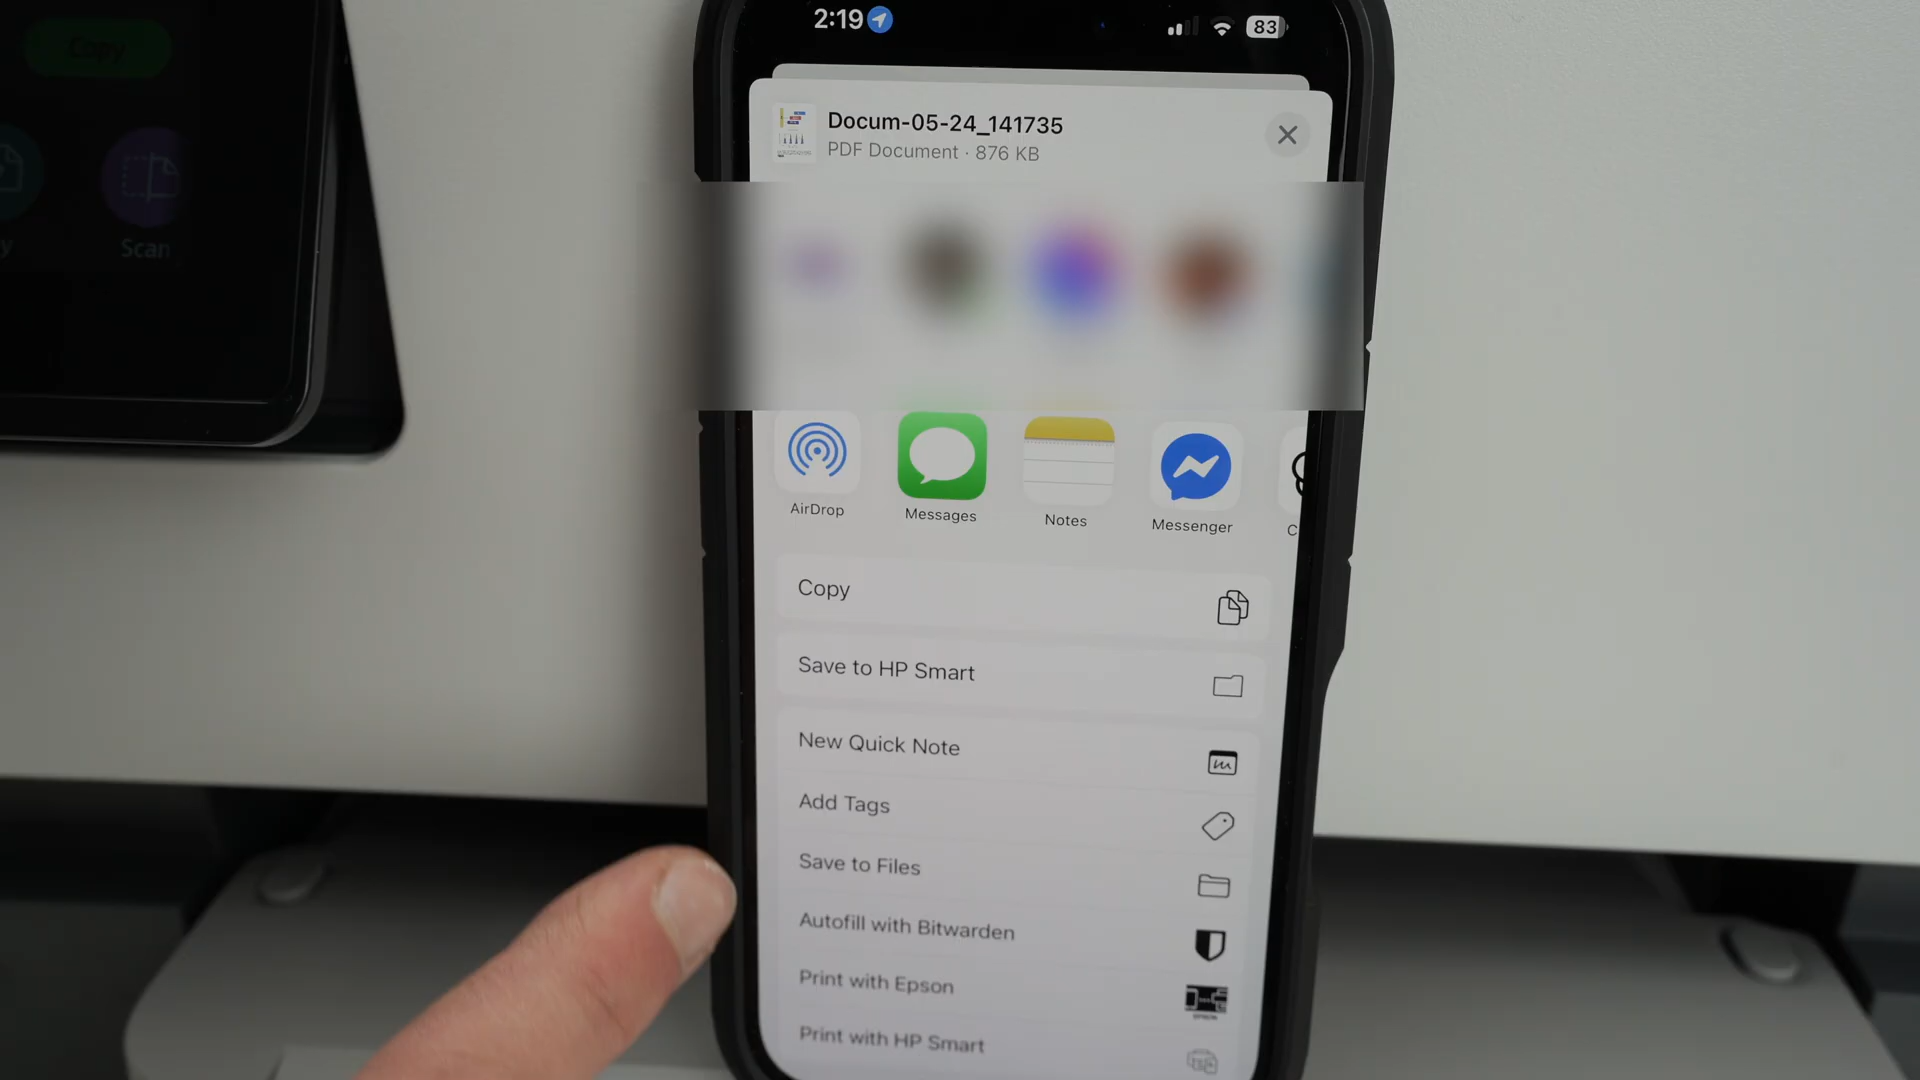 2:19
83
Copy
Scan
y
Docum-05-24_141735
PDF Document · 876 KB
AirDrop
Messages
Notes
Messenger
C
Copy
Save to HP Smart
New Quick Note
Add Tags
Save to Files
Autofill with Bitwarden
Print with Epson
EPSON
Print with HP Smart